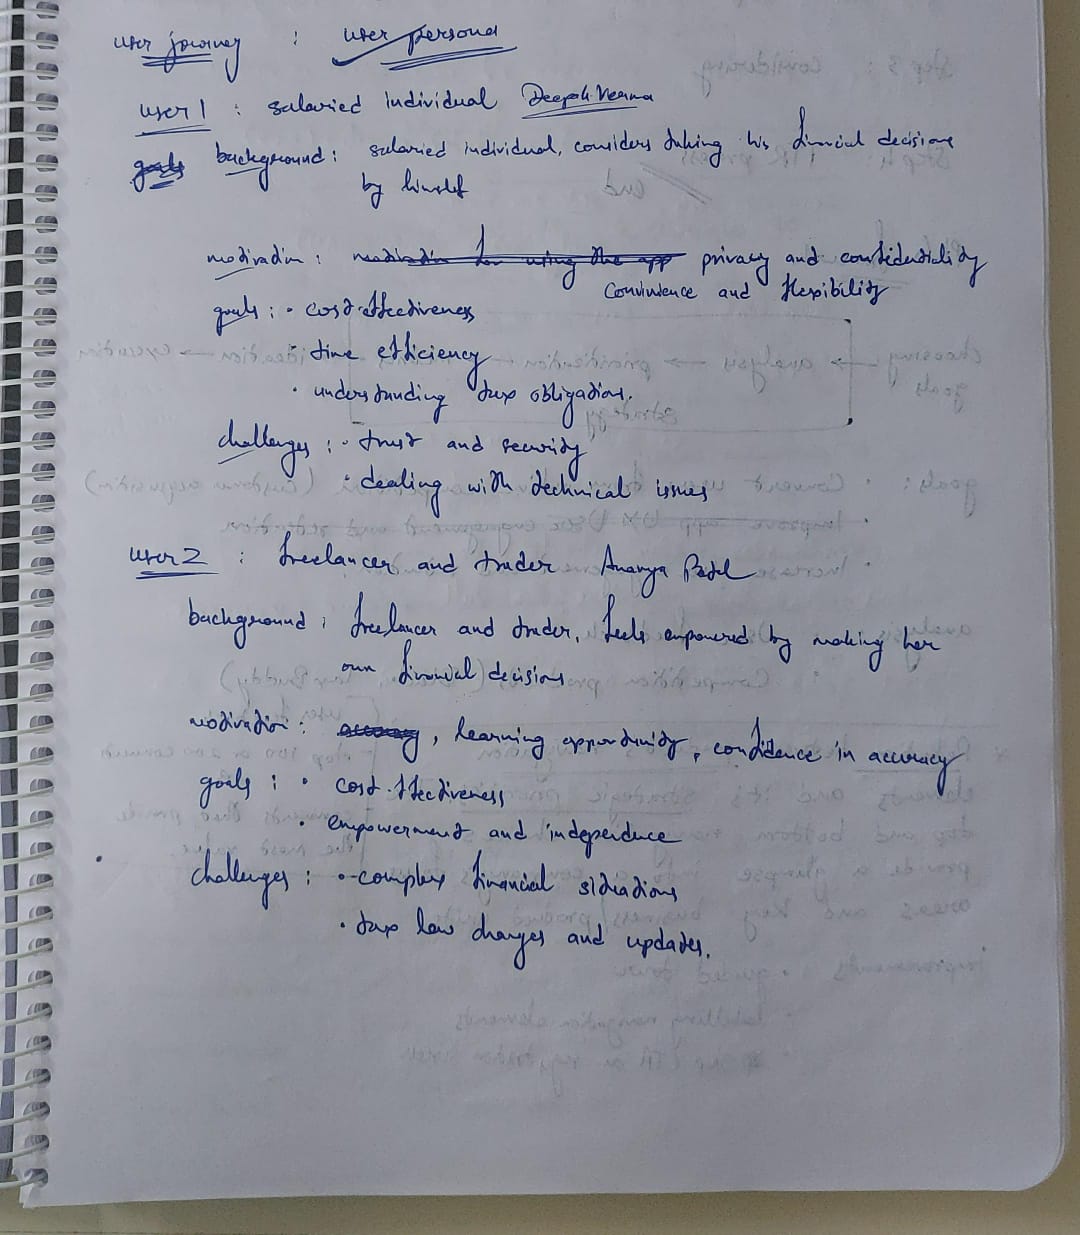 user journey : user persona
user 1 : salaried individual Deepak Verma
goals background : salaried individual, considers taking his financial decisions
by himself
motivation : motivation for using the app privacy and confidentiality
Convinience and flexibility
goals : · cost-effectiveness
· time efficiency
· understanding tax obligations.
challenges : · trust and security
· dealing with technical issues
user 2 : freelancer and trader Ananya Patel
background : freelancer and trader, feels empowered by making her
own financial decisions
motivation : accuracy, learning opportunity, confidence in accuracy
goals : · cost-effectiveness
· empowerment and independence
challenges : · complex financial situations
· tax law changes and updates.